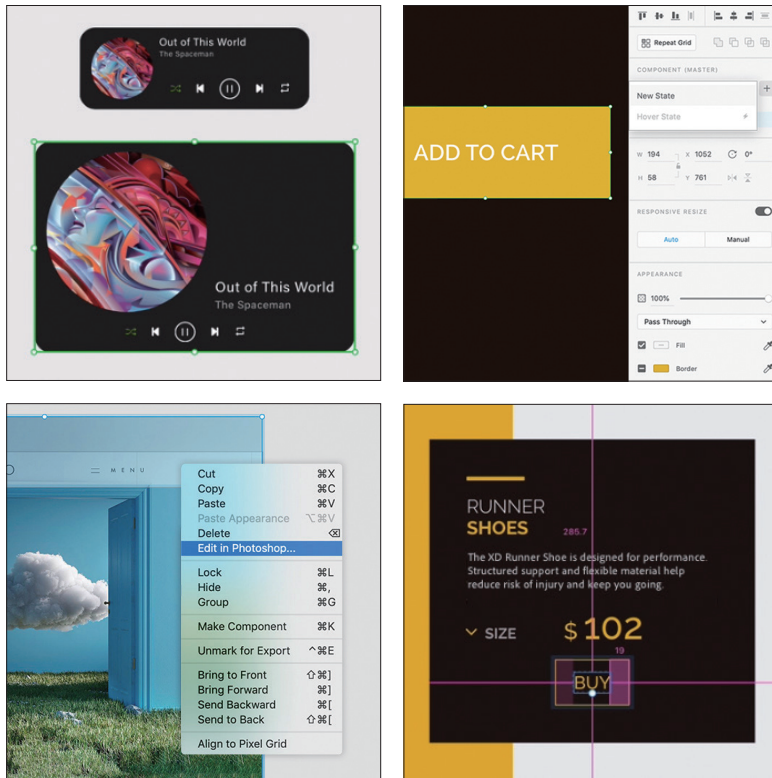 Out of This World
The Spaceman
Out of This World
The Spaceman
ADD TO CART
Repeat Grid
COMPONENT (MASTER)
New State
Hover State
W 194 X 1052 0°
H 58 Y 761
RESPONSIVE RESIZE
Auto Manual
APPEARANCE
100%
Pass Through
Fill
Border
MENU
Cut ⌘X
Copy ⌘C
Paste ⌘V
Paste Appearance ⌥⌘V
Delete ⌫
Edit in Photoshop...
Lock ⌘L
Hide ⌘,
Group ⌘G
Make Component ⌘K
Unmark for Export ^⌘E
Bring to Front ⇧⌘]
Bring Forward ⌘]
Send Backward ⌘[
Send to Back ⇧⌘[
Align to Pixel Grid
RUNNER
SHOES
285.7
The XD Runner Shoe is designed for performance.
Structured support and flexible material help
reduce risk of injury and keep you going.
SIZE $102
19
BUY